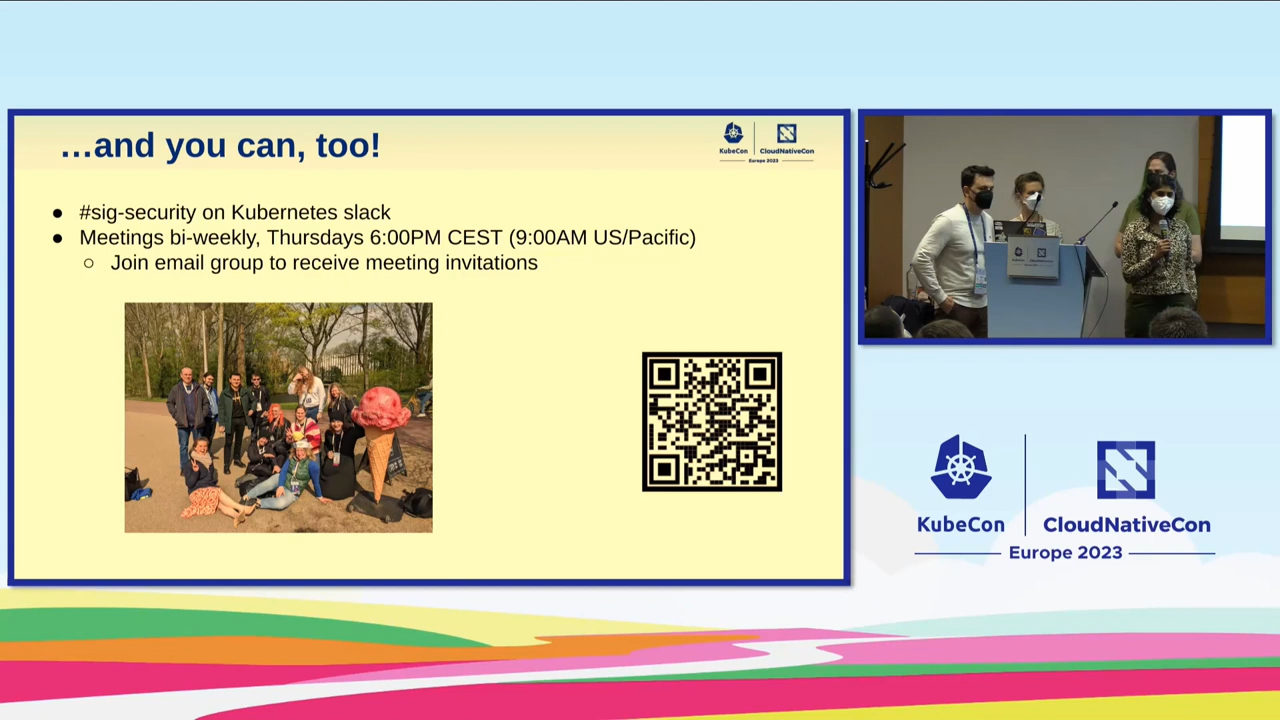 …and you can, too!
KubeCon
CloudNativeCon
Europe 2023
● #sig-security on Kubernetes slack
● Meetings bi-weekly, Thursdays 6:00PM CEST (9:00AM US/Pacific)
○ Join email group to receive meeting invitations
KubeCon
CloudNativeCon
Europe 2023